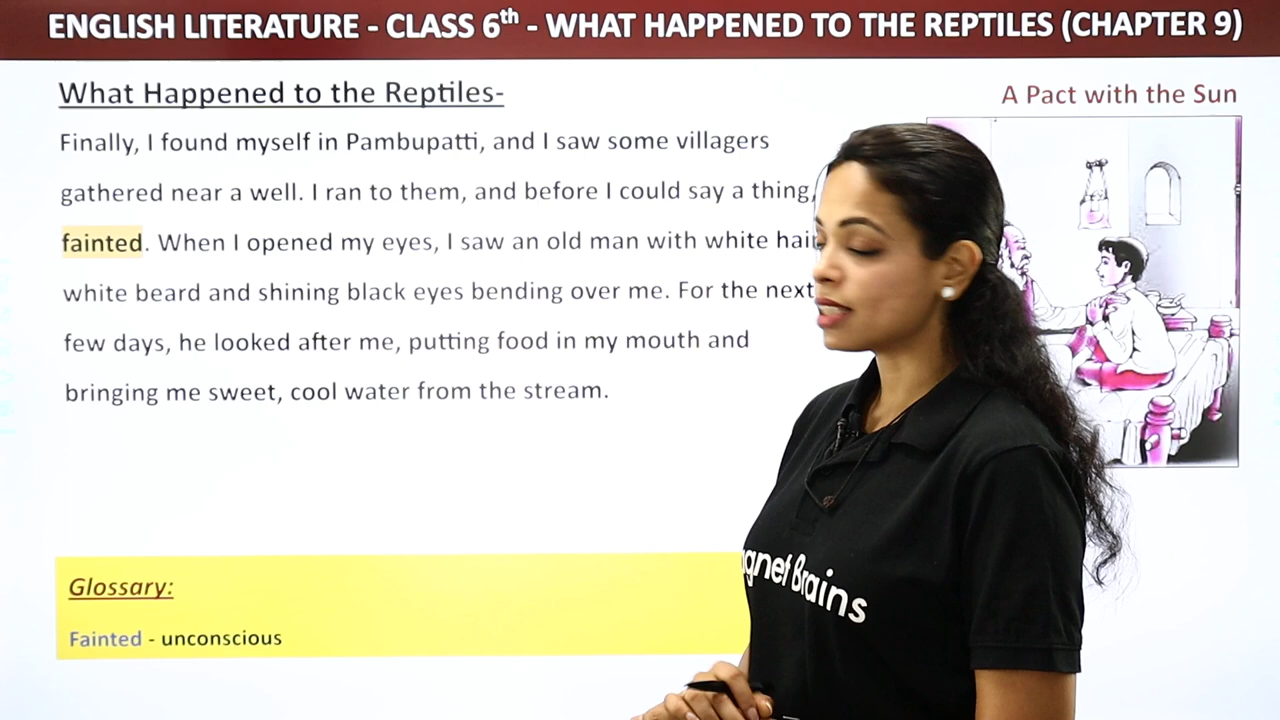 ENGLISH LITERATURE - CLASS 6th - WHAT HAPPENED TO THE REPTILES (CHAPTER 9)
What Happened to the Reptiles-
A Pact with the Sun
Finally, I found myself in Pambupatti, and I saw some villagers
gathered near a well. I ran to them, and before I could say a thing,
fainted. When I opened my eyes, I saw an old man with white
white beard and shining black eyes bending over me. For the next
few days, he looked after me, putting food in my mouth and
bringing me sweet, cool water from the stream.
Glossary:
Fainted - unconscious
Brains